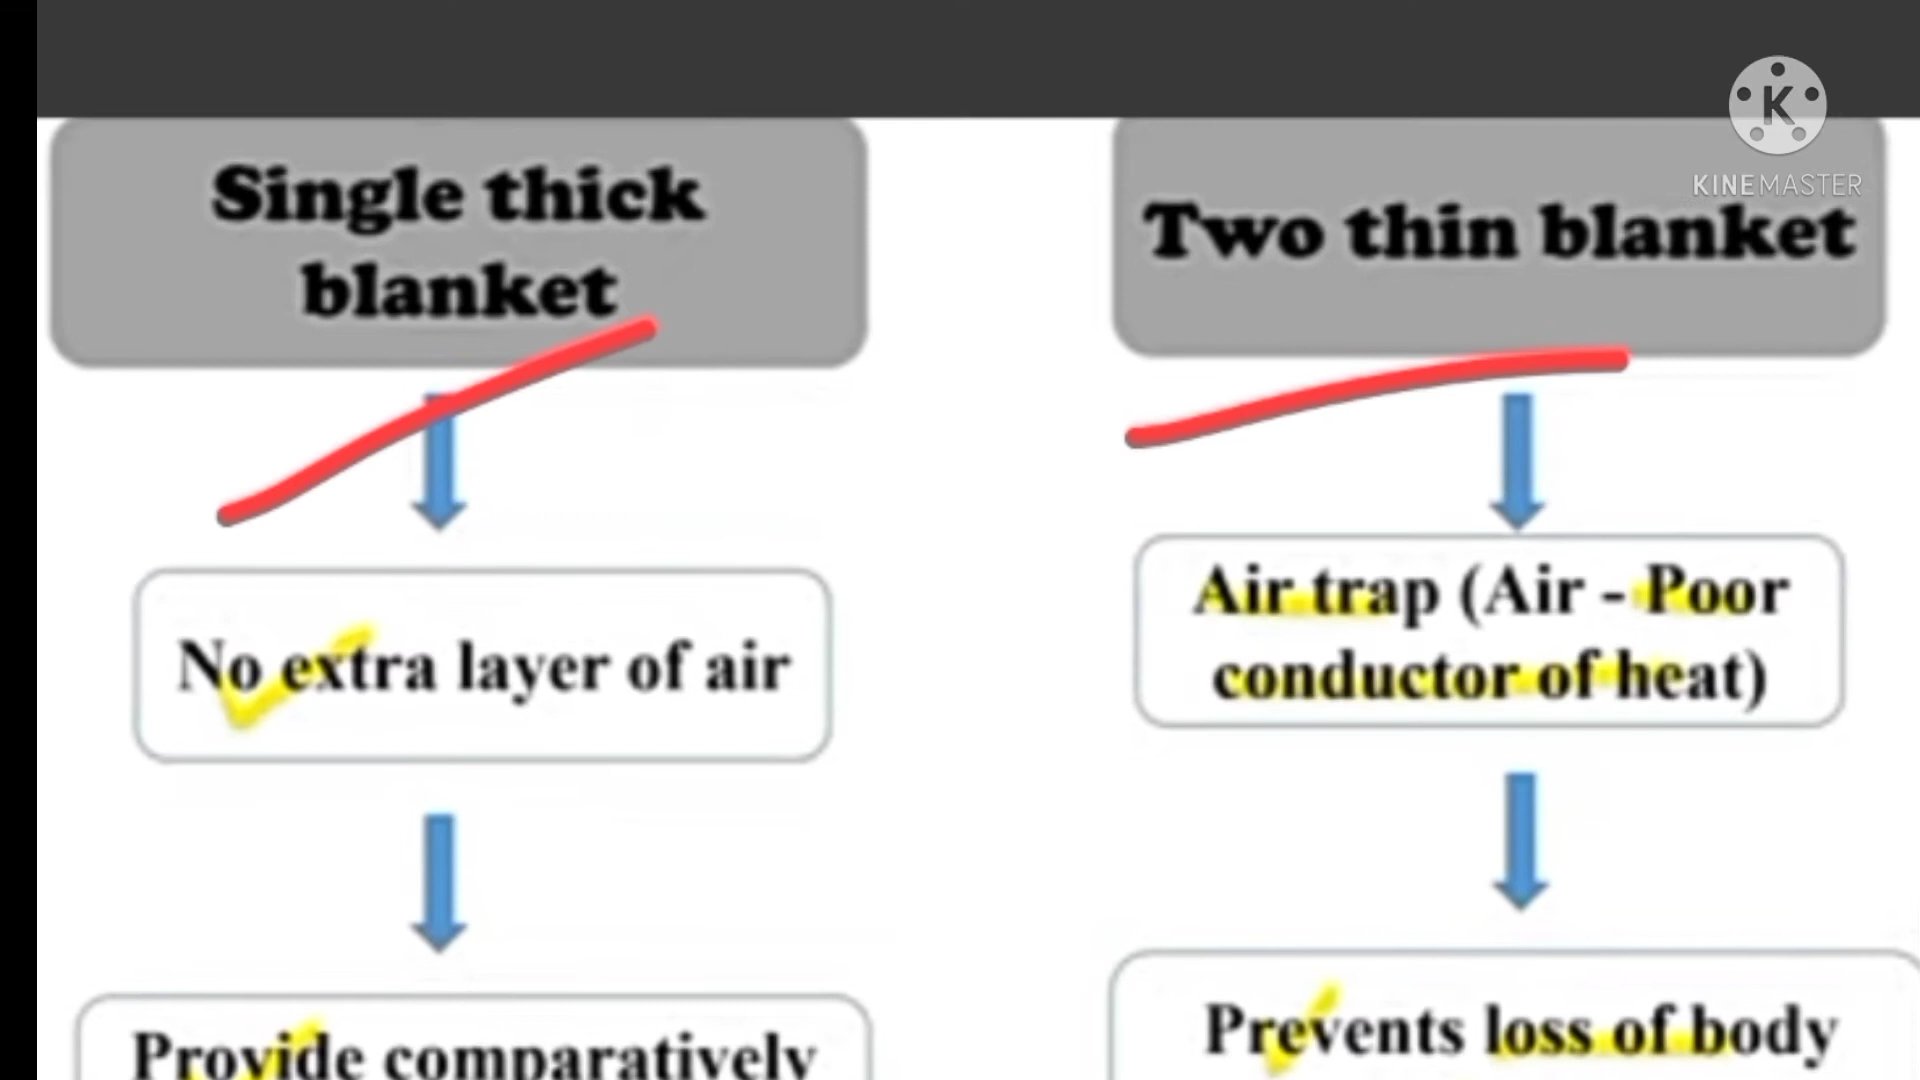 K
KINEMASTER
Single thick
blanket
Two thin blanket
No extra layer of air
Air trap (Air - Poor
conductor of heat)
Provide comparatively
Prevents loss of body